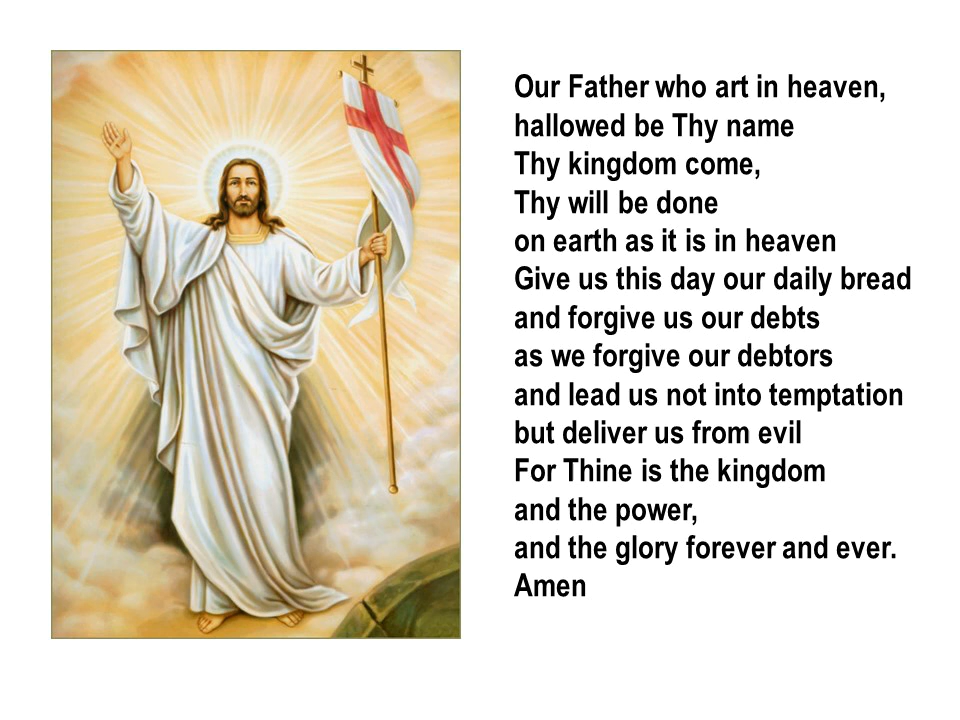 Our Father who art in heaven,
hallowed be Thy name
Thy kingdom come,
Thy will be done
on earth as it is in heaven
Give us this day our daily bread
and forgive us our debts
as we forgive our debtors
and lead us not into temptation
but deliver us from evil
For Thine is the kingdom
and the power,
and the glory forever and ever.
Amen